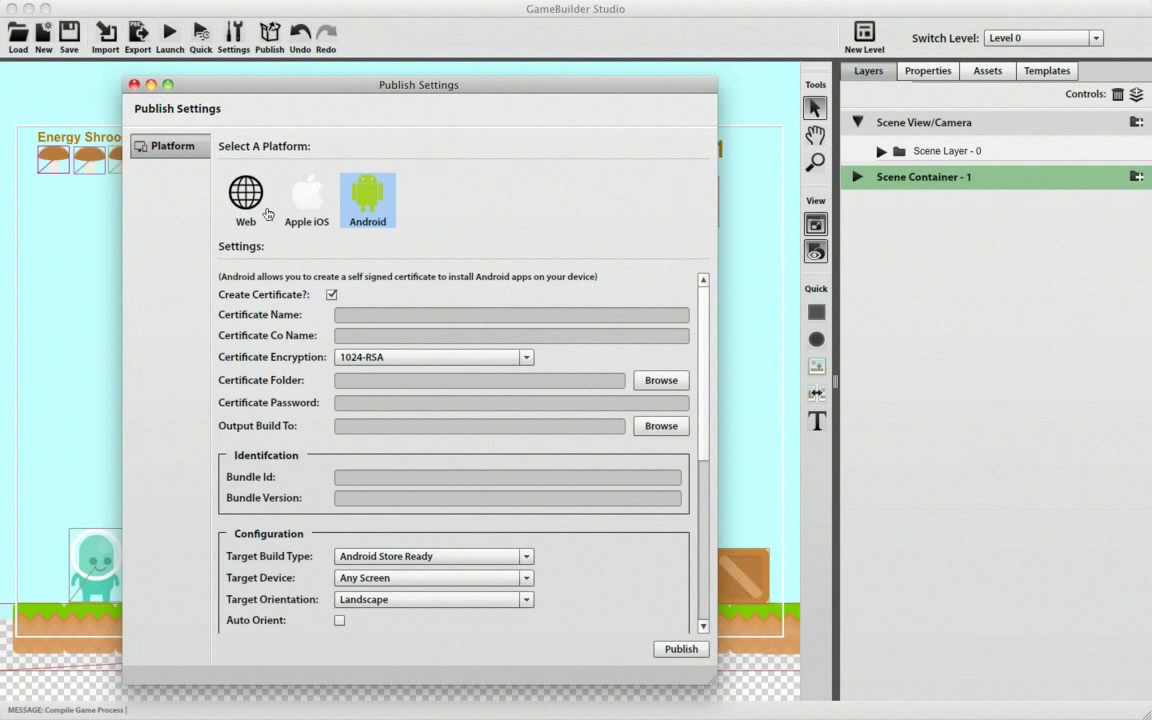 GameBuilder Studio
Load New Save Import Export Launch Quick Settings Publish Undo Redo
New Level
Switch Level: Level 0
Layers Properties Assets Templates
Controls:
Scene View/Camera
Scene Layer - 0
Scene Container - 1
Tools
View
Quick
T
Energy Shroo
1
Publish Settings
Publish Settings
Platform
Select A Platform:
Web Apple iOS Android
Settings:
(Android allows you to create a self signed certificate to install Android apps on your device)
Create Certificate?:
Certificate Name:
Certificate Co Name:
Certificate Encryption: 1024-RSA
Certificate Folder: Browse
Certificate Password:
Output Build To: Browse
Identifcation
Bundle Id:
Bundle Version:
Configuration
Target Build Type: Android Store Ready
Target Device: Any Screen
Target Orientation: Landscape
Auto Orient:
Publish
MESSAGE: Compile Game Process |